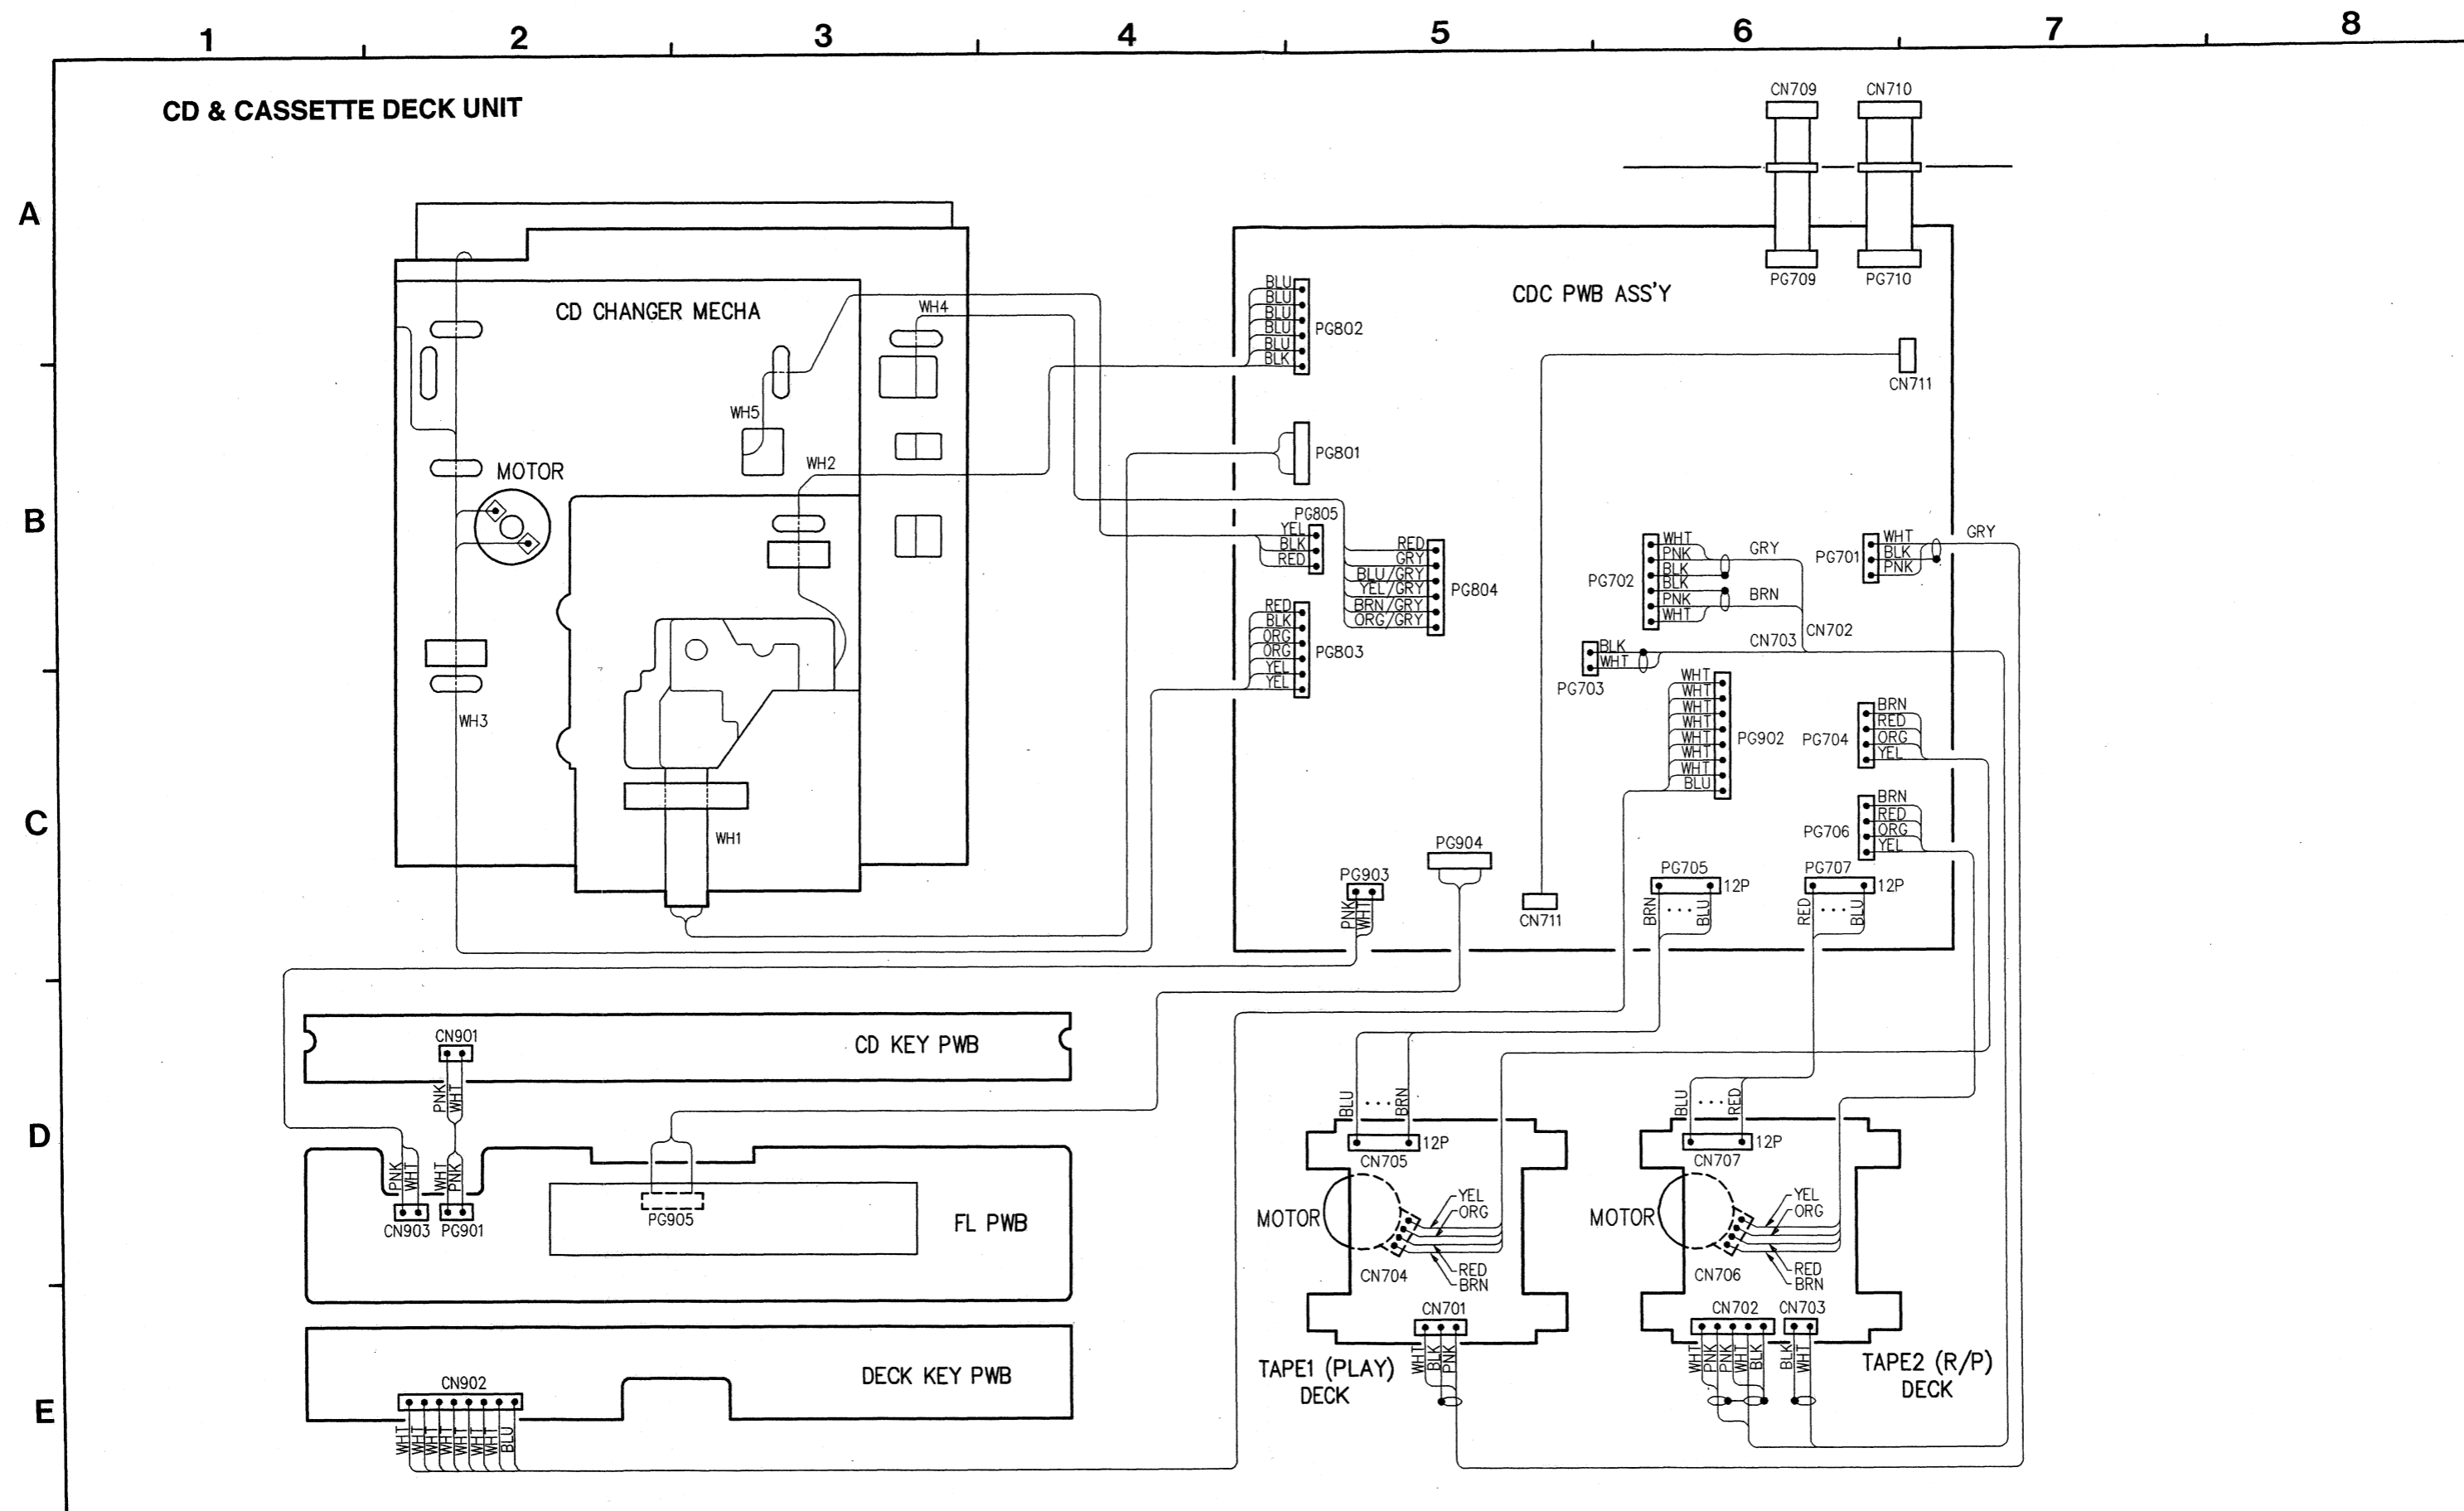 1 2 3 4 5 6 7 8
CD & CASSETTE DECK UNIT
A
B
C
D
E
CD CHANGER MECHA
WH4
WH5
WH2
MOTOR
WH3
WH1
CN709
CN710
PG709
PG710
CDC PWB ASS'Y
BLU
BLU
BLU
BLU
BLU
BLK
PG802
CN711
PG801
PG805
YEL
BLK
RED
RED
GRY
BLU/GRY
YEL/GRY
BRN/GRY
ORG/GRY
PG804
RED
BLK
ORG
ORG
YEL
YEL
PG803
WHT
PNK
BLK
BLK
PNK
WHT
PG702
GRY
BRN
CN702
PG701
WHT
BLK
PNK
GRY
CN703
BLK
WHT
PG703
WHT
WHT
WHT
WHT
WHT
WHT
WHT
BLU
PG902
PG704
BRN
RED
ORG
YEL
PG706
BRN
RED
ORG
YEL
PG904
PG903
PNK
WHT
CN711
PG705
12P
BRN
...
BLU
PG707
12P
RED
...
BLU
CN901
CD KEY PWB
PNK
WHT
PNK
WHT
WHT
PNK
CN903
PG901
PG905
FL PWB
CN902
DECK KEY PWB
WHT
WHT
WHT
WHT
WHT
WHT
WHT
BLU
BLU
...
BRN
12P
CN705
MOTOR
YEL
ORG
RED
BRN
CN704
CN701
WHT
BLK
PNK
TAPE1 (PLAY)
DECK
BLU
...
RED
12P
CN707
MOTOR
YEL
ORG
RED
BRN
CN706
CN702
CN703
WHT
PNK
PNK
WHT
BLK
BLK
WHT
TAPE2 (R/P)
DECK